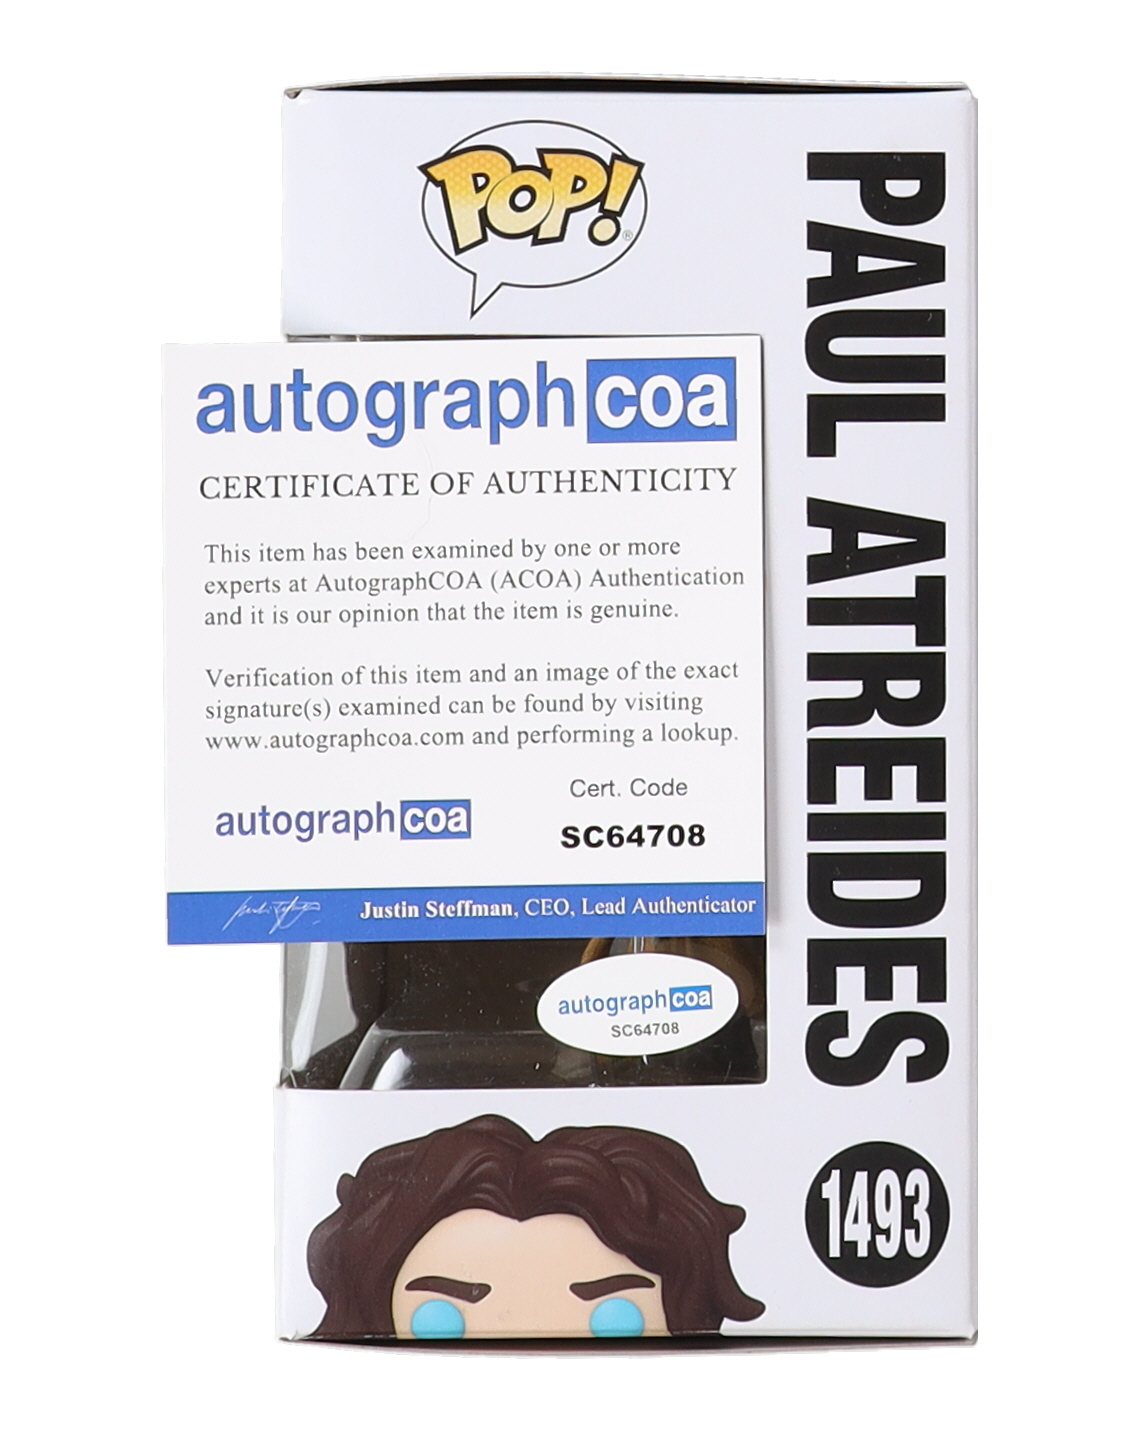 POP!
®
autographcoa
CERTIFICATE OF AUTHENTICITY
This item has been examined by one or more
experts at AutographCOA (ACOA) Authentication
and it is our opinion that the item is genuine.
Verification of this item and an image of the exact
signature(s) examined can be found by visiting
www.autographcoa.com and performing a lookup.
Cert. Code
autographcoa
SC64708
Justin Steffman, CEO, Lead Authenticator
autographcoa
SC64708
PAUL ATREIDES
1493